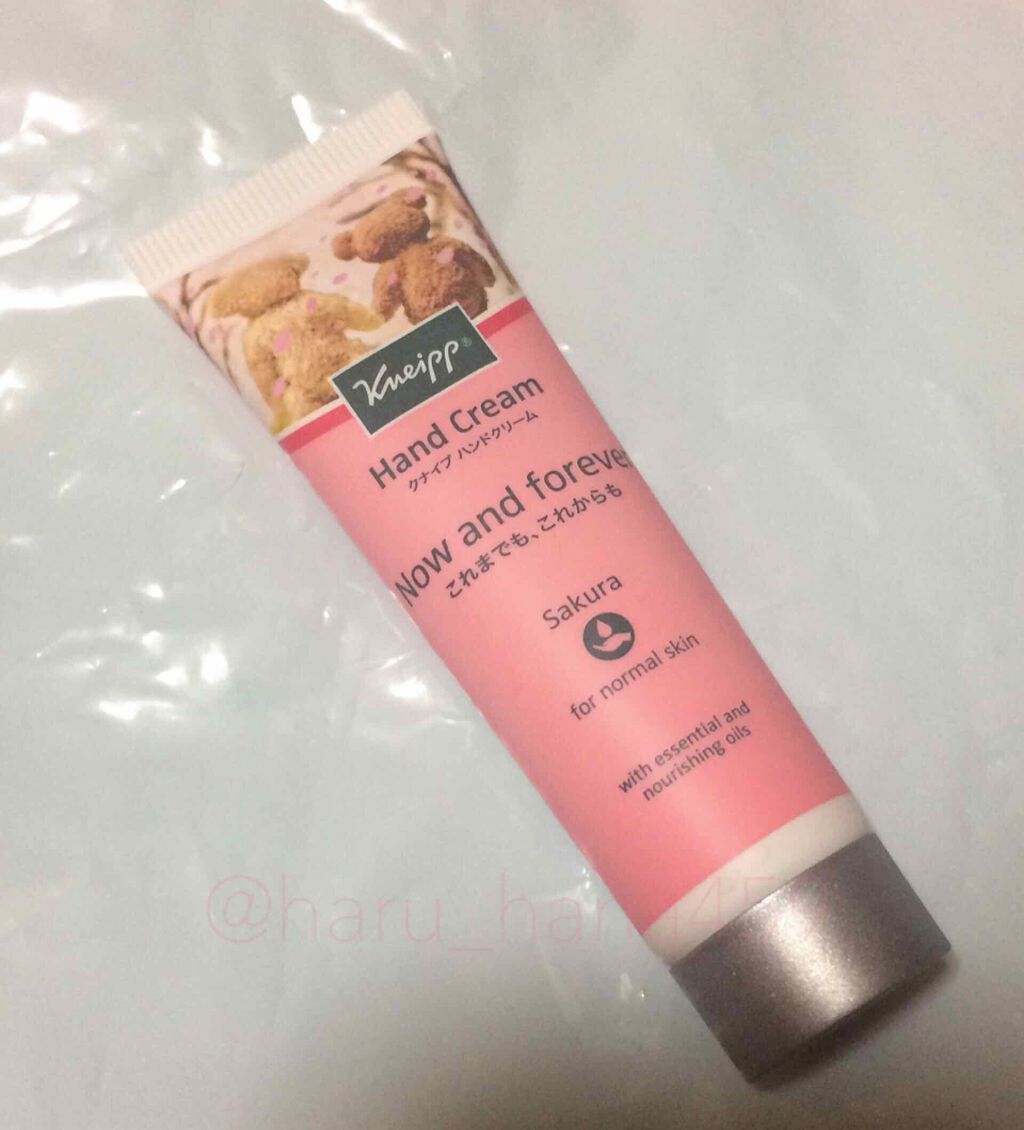 Kneipp®
Hand Cream
クナイプ ハンドクリーム
Now and forever
これまでも、これからも
Sakura
for normal skin
with essential and
nourishing oils